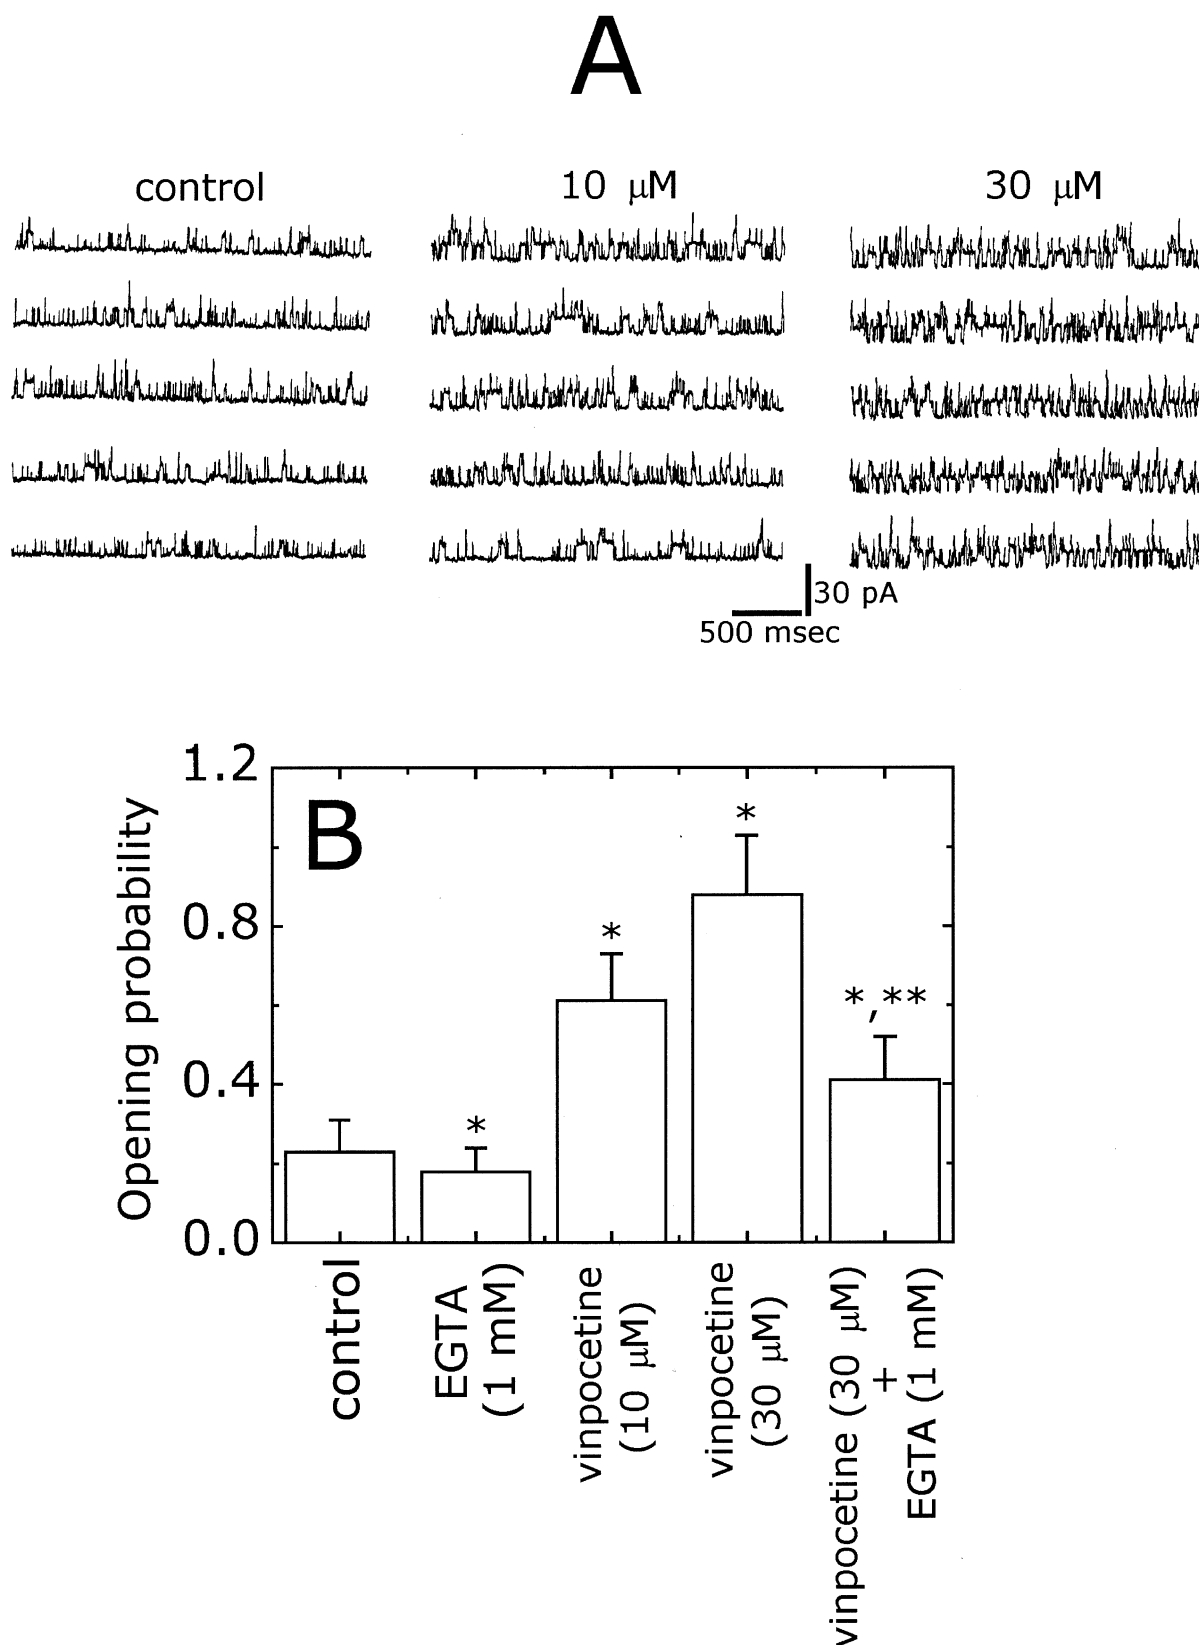 A
control
10 μM
30 μM
30 pA
500 msec
B
Opening probability
1.2
0.8
0.4
0.0
*
*
*
*,**
control
EGTA
(1 mM)
vinpocetine
(10 μM)
vinpocetine
(30 μM)
vinpocetine (30 μM)
+
EGTA (1 mM)